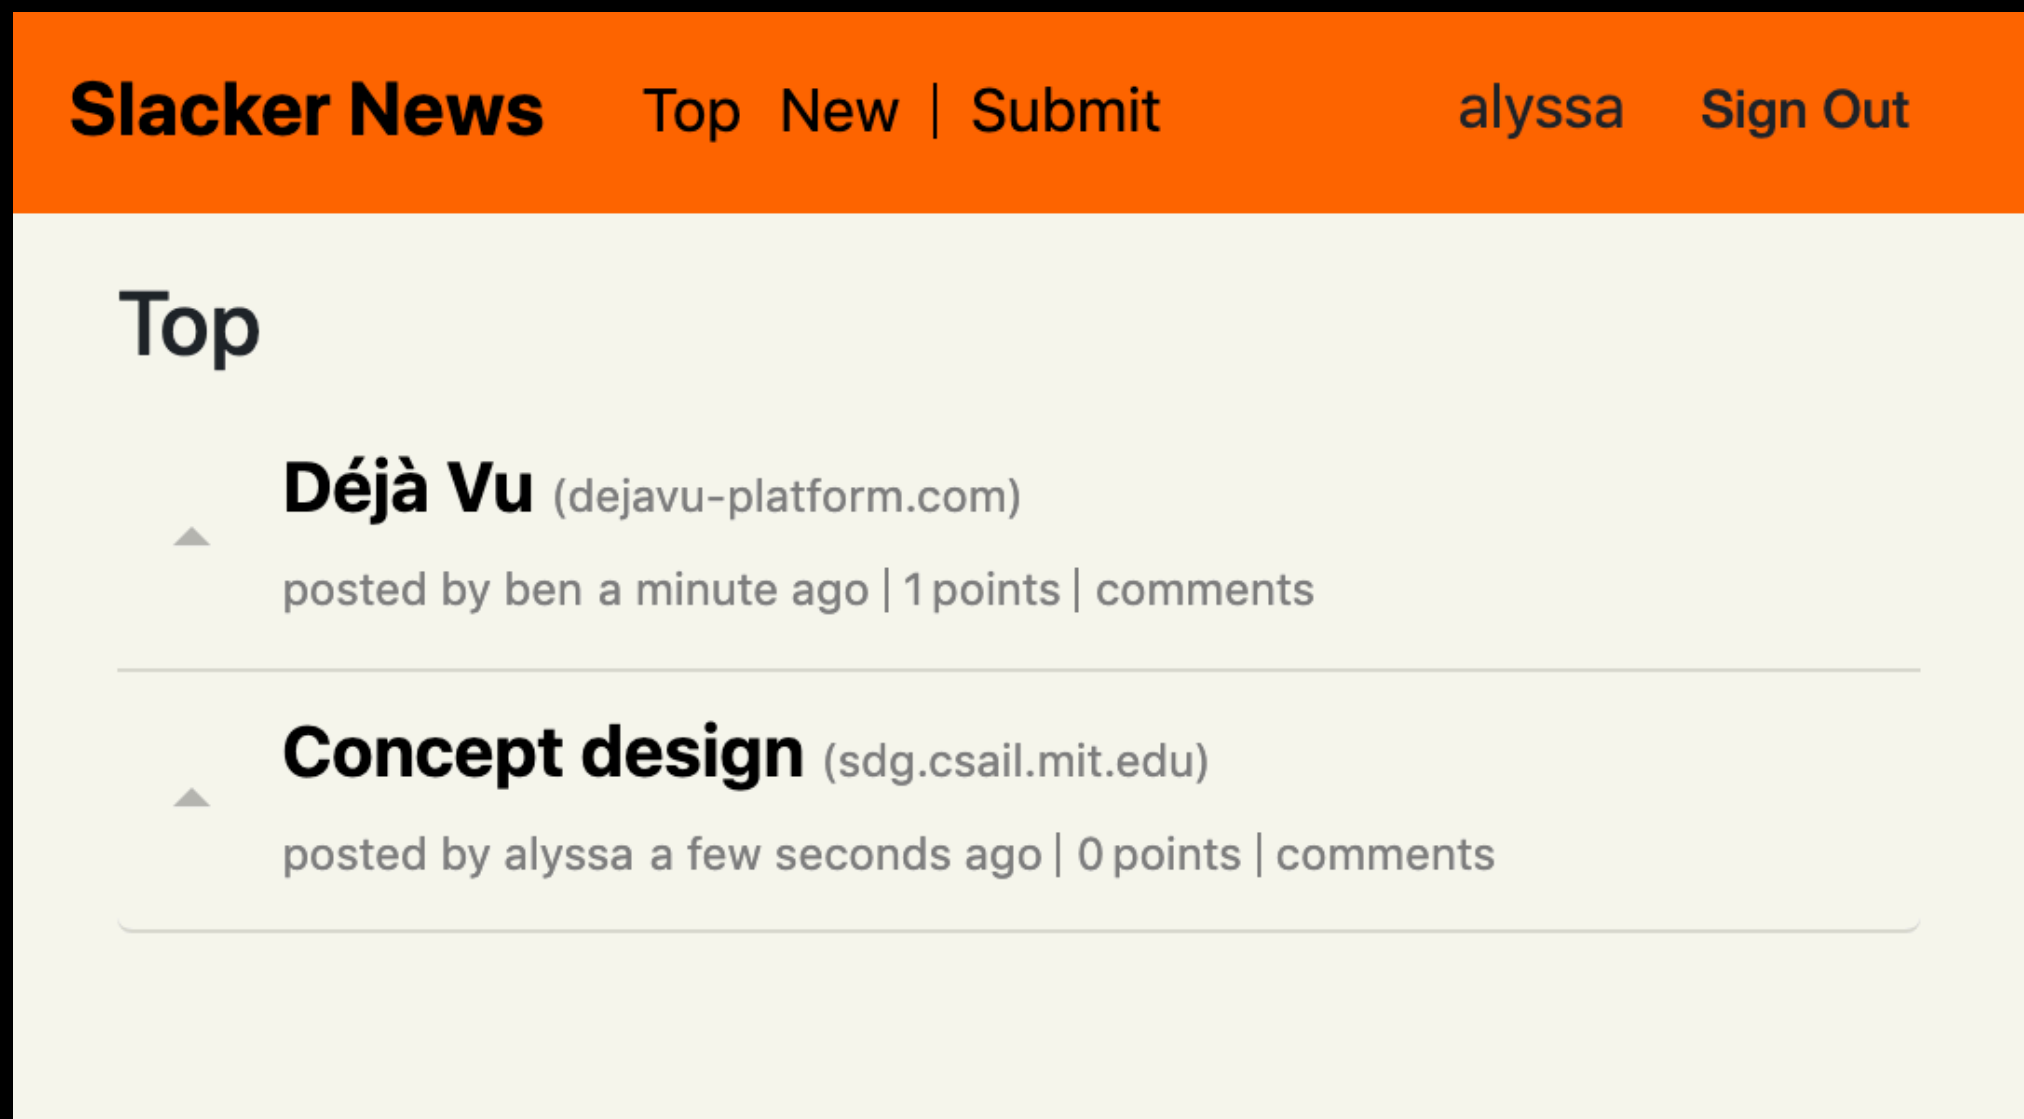 Slacker News Top New | Submit alyssa Sign Out
Top
Déjà Vu (dejavu-platform.com)
posted by ben a minute ago | 1 points | comments
Concept design (sdg.csail.mit.edu)
posted by alyssa a few seconds ago | 0 points | comments